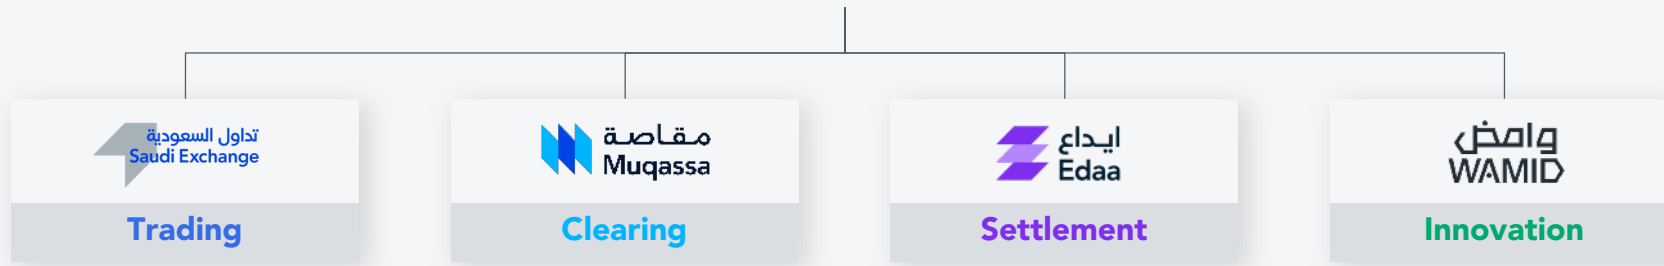 تداول السعودية
Saudi Exchange
Trading
مقاصة
Muqassa
Clearing
ايداع
Edaa
Settlement
وامض
WAMID
Innovation